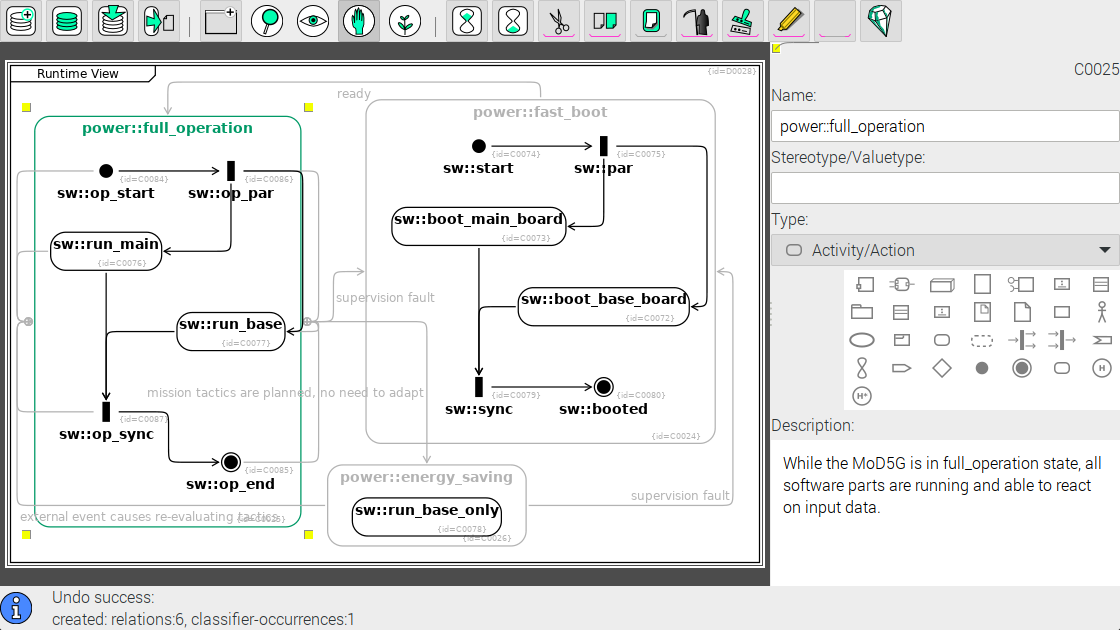 Runtime View
{id=D0028}
ready
power::full_operation
{id=C0084}
{id=C0086}
sw::op_start
sw::op_par
sw::run_main
{id=C0076}
sw::run_base
{id=C0077}
mission tactics are planned, no need to adapt
{id=C0087}
sw::op_sync
{id=C0085}
sw::op_end
external event causes re-evaluating tactics
power::fast_boot
{id=C0074}
{id=C0075}
sw::start
sw::par
sw::boot_main_board
{id=C0073}
supervision fault
sw::boot_base_board
{id=C0072}
{id=C0079}
{id=C0080}
sw::sync
sw::booted
{id=C0024}
power::energy_saving
sw::run_base_only
{id=C0078}
{id=C0026}
supervision fault
C0025
Name:
power::full_operation
Stereotype/Valuetype:
Type:
Activity/Action
H
H*
Description:
While the MoD5G is in full_operation state, all
software parts are running and able to react
on input data.
Undo success:
created: relations:6, classifier-occurrences:1